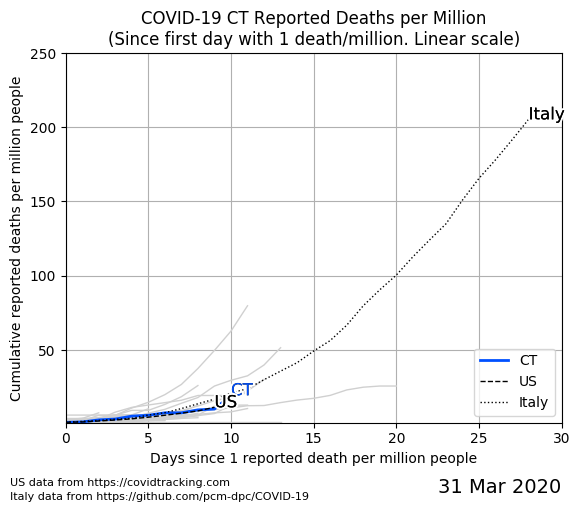 COVID-19 CT Reported Deaths per Million
(Since first day with 1 death/million. Linear scale)
Cumulative reported deaths per million people
250
200
150
100
50
Italy
CT
US
CT
US
Italy
0 5 10 15 20 25 30
Days since 1 reported death per million people
US data from https://covidtracking.com
Italy data from https://github.com/pcm-dpc/COVID-19
31 Mar 2020